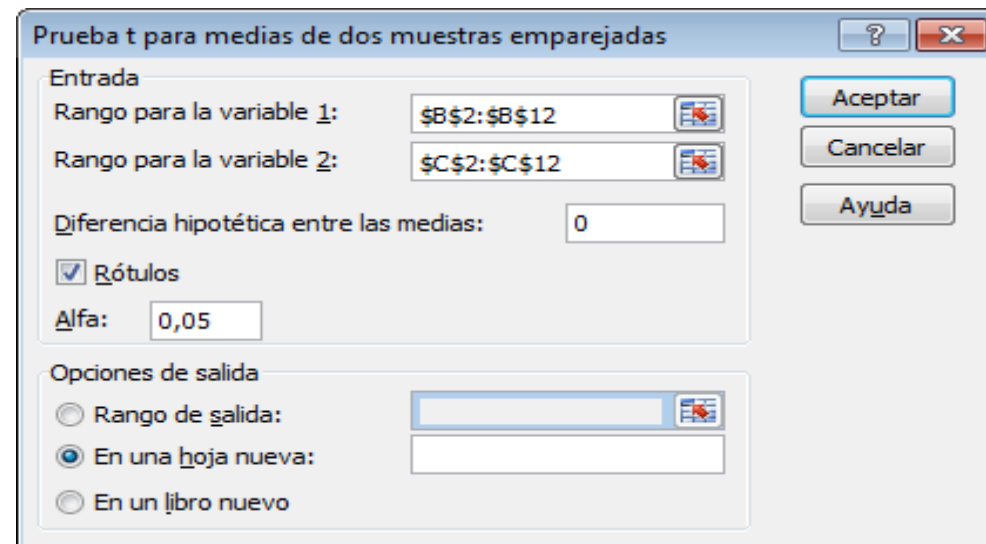 Prueba t para medias de dos muestras emparejadas
Entrada
Rango para la variable 1: $B$2:$B$12
Rango para la variable 2: $C$2:$C$12
Diferencia hipotética entre las medias: 0
Rótulos
Alfa: 0,05
Aceptar
Cancelar
Ayuda
Opciones de salida
Rango de salida:
En una hoja nueva:
En un libro nuevo